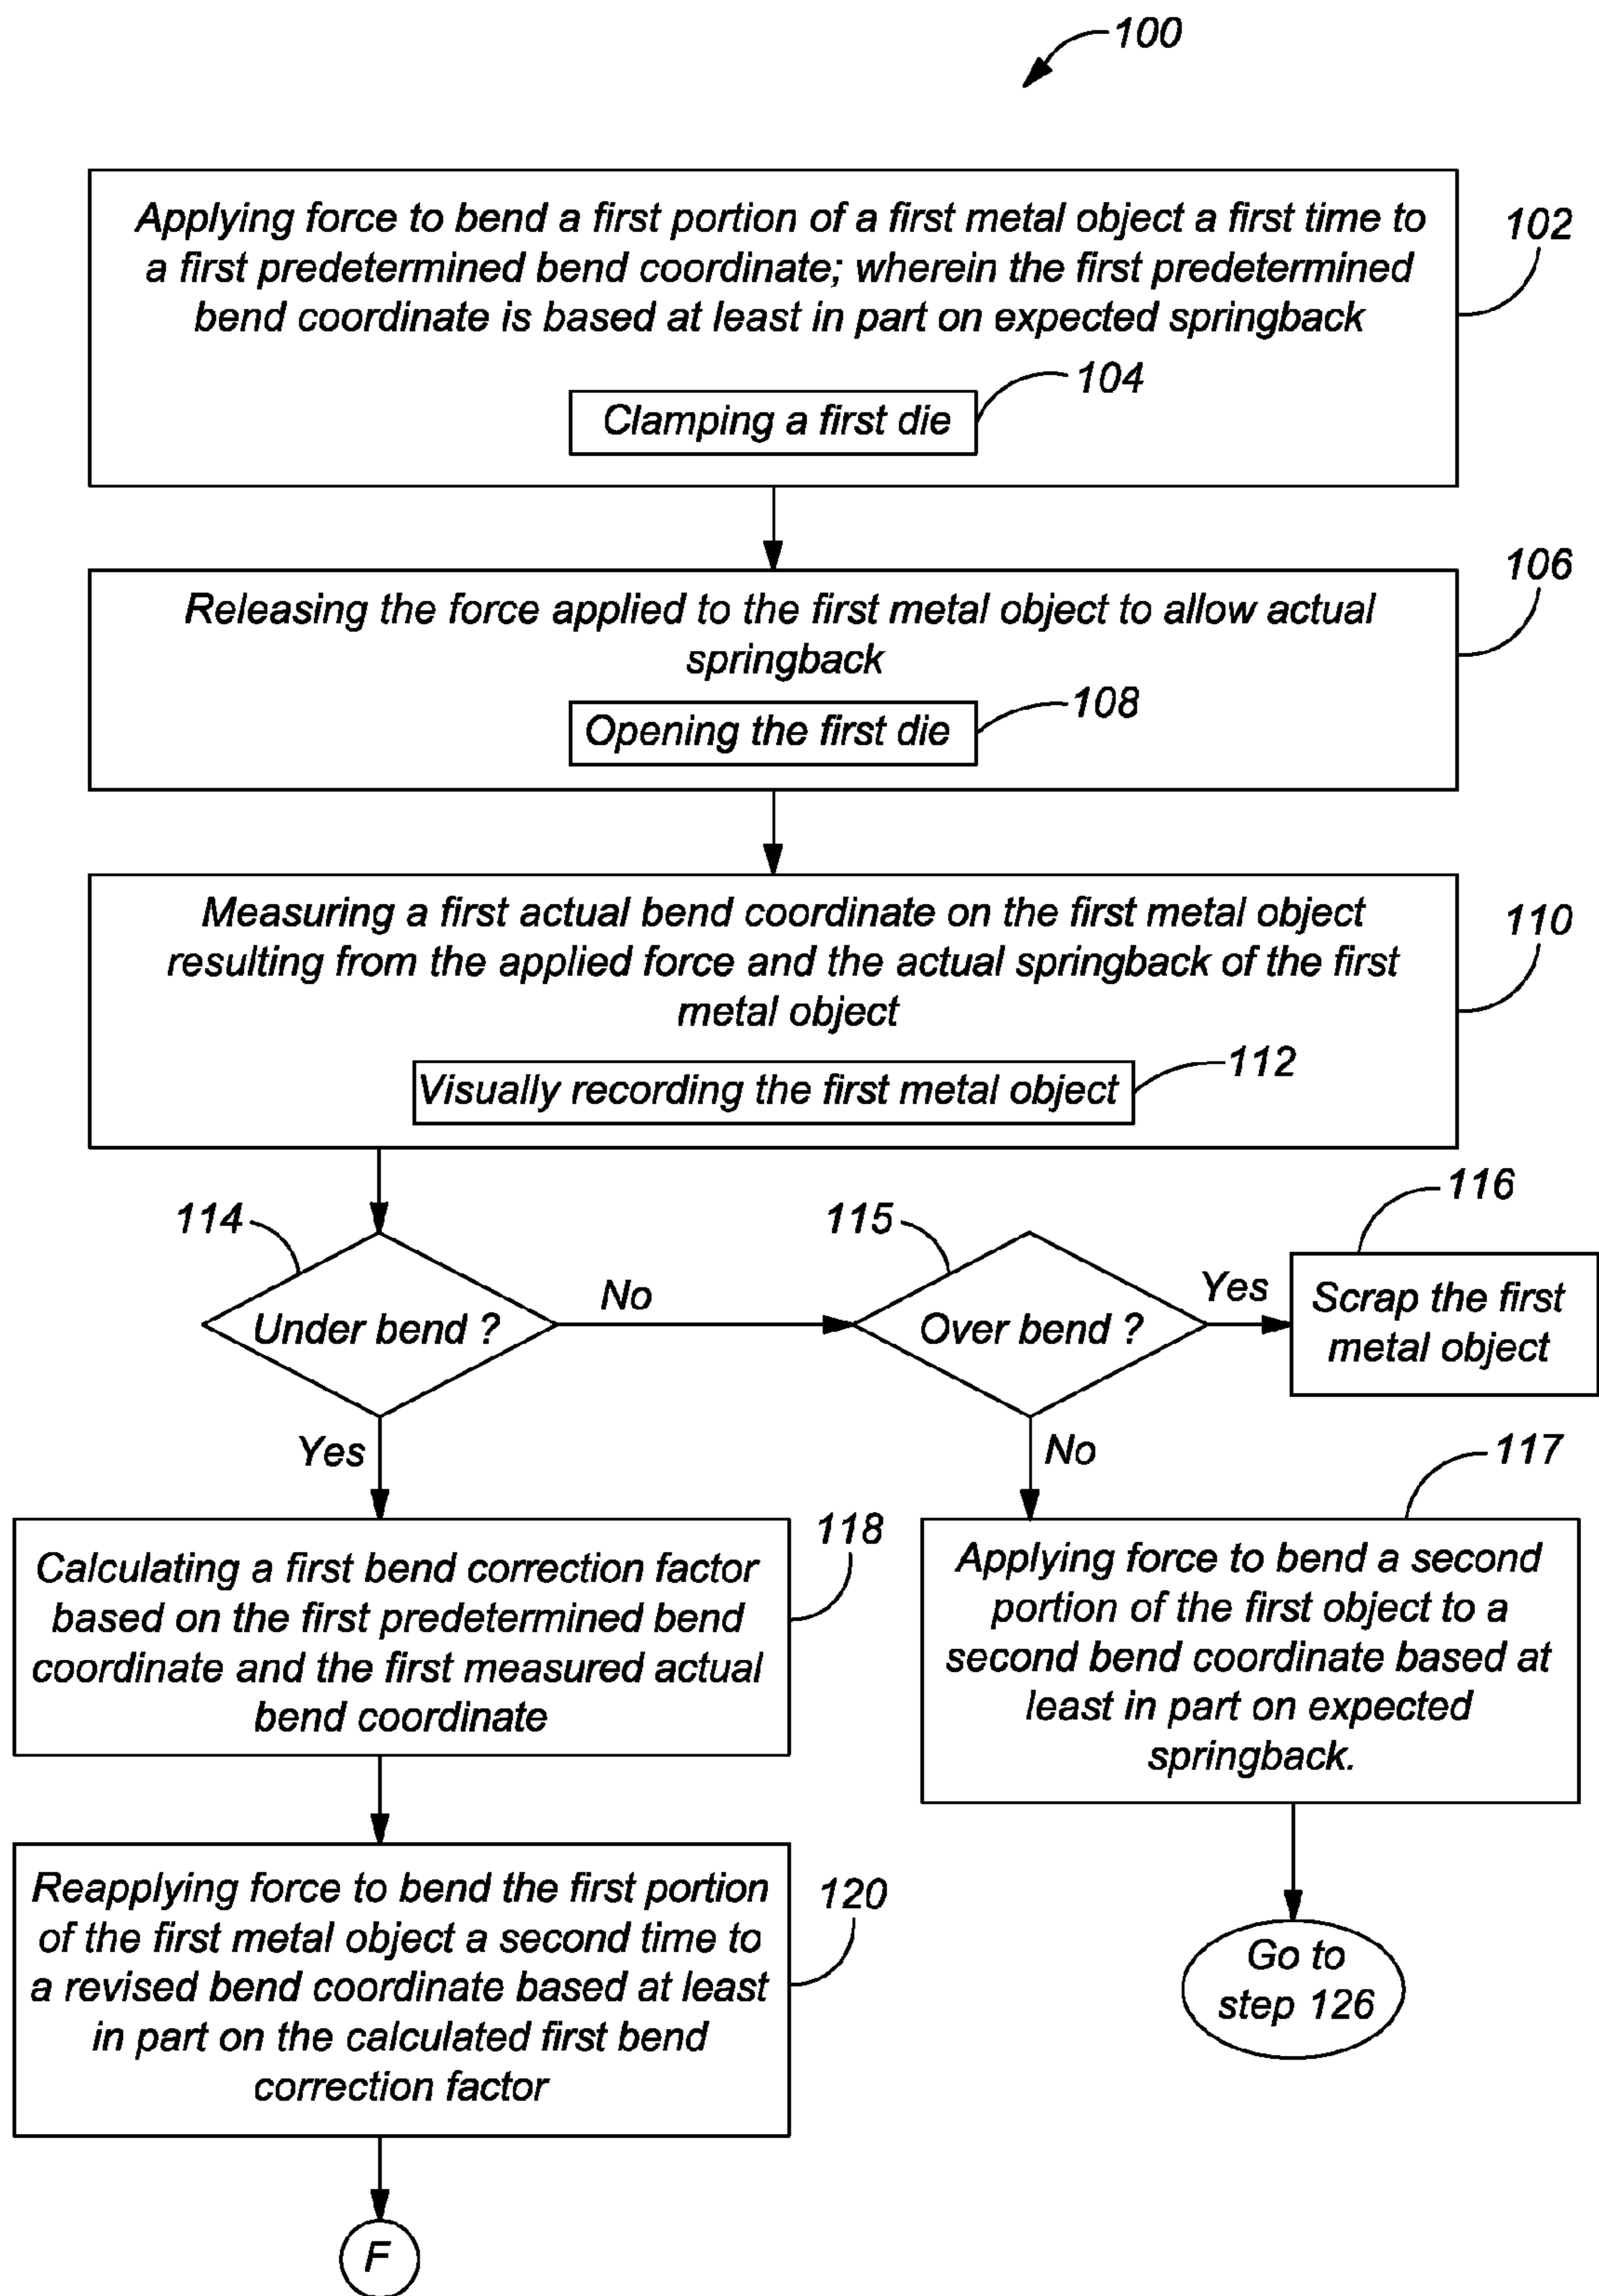 100
Applying force to bend a first portion of a first metal object a first time to
a first predetermined bend coordinate; wherein the first predetermined
bend coordinate is based at least in part on expected springback
102
104
Clamping a first die
106
Releasing the force applied to the first metal object to allow actual
springback
108
Opening the first die
Measuring a first actual bend coordinate on the first metal object
resulting from the applied force and the actual springback of the first
metal object
110
112
Visually recording the first metal object
114
Under bend ?
No
115
Over bend ?
Yes
116
Scrap the first
metal object
Yes
No
118
Calculating a first bend correction factor
based on the first predetermined bend
coordinate and the first measured actual
bend coordinate
117
Applying force to bend a second
portion of the first object to a
second bend coordinate based at
least in part on expected
springback.
120
Reapplying force to bend the first portion
of the first metal object a second time to
a revised bend coordinate based at least
in part on the calculated first bend
correction factor
Go to
step 126
F